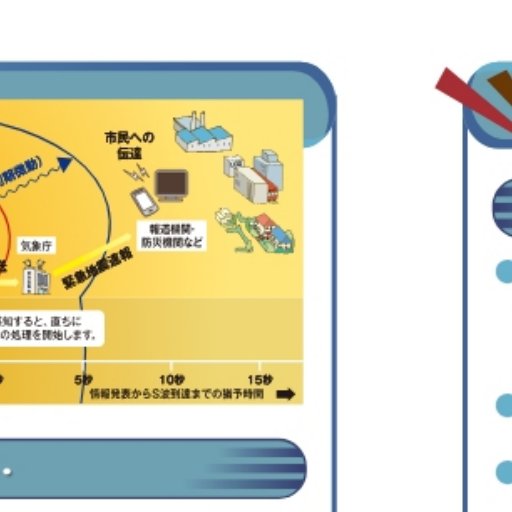 市民への
伝達
期微動)
気象庁
報道機関・
防災機関など
緊急地震速報
知すると、直ちに
の処理を開始します。
5秒
10秒
15秒
情報発表からS波到達までの猶予時間